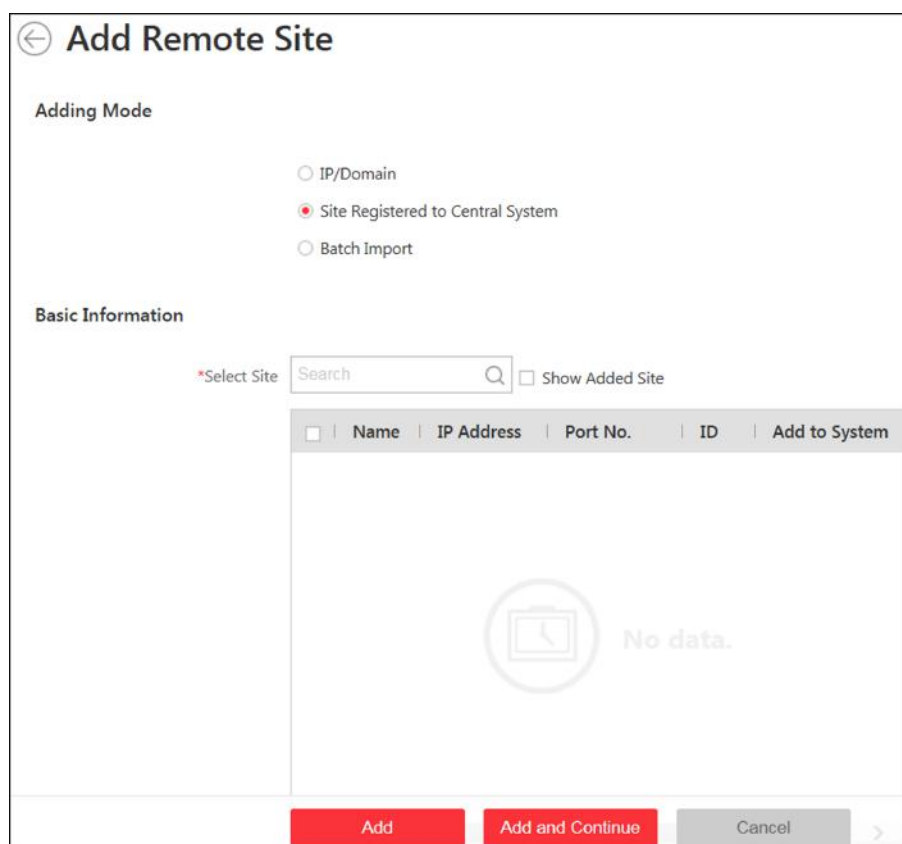 Add Remote Site
Adding Mode
IP/Domain
Site Registered to Central System
Batch Import
Basic Information
*Select Site Search Show Added Site
Name IP Address Port No. ID Add to System
No data.
Add Add and Continue Cancel